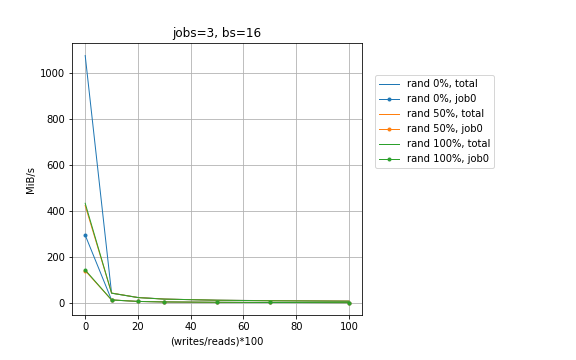 jobs=3, bs=16
1000
800
600
400
200
0
MiB/s
0 20 40 60 80 100
(writes/reads)*100
rand 0%, total
rand 0%, job0
rand 50%, total
rand 50%, job0
rand 100%, total
rand 100%, job0